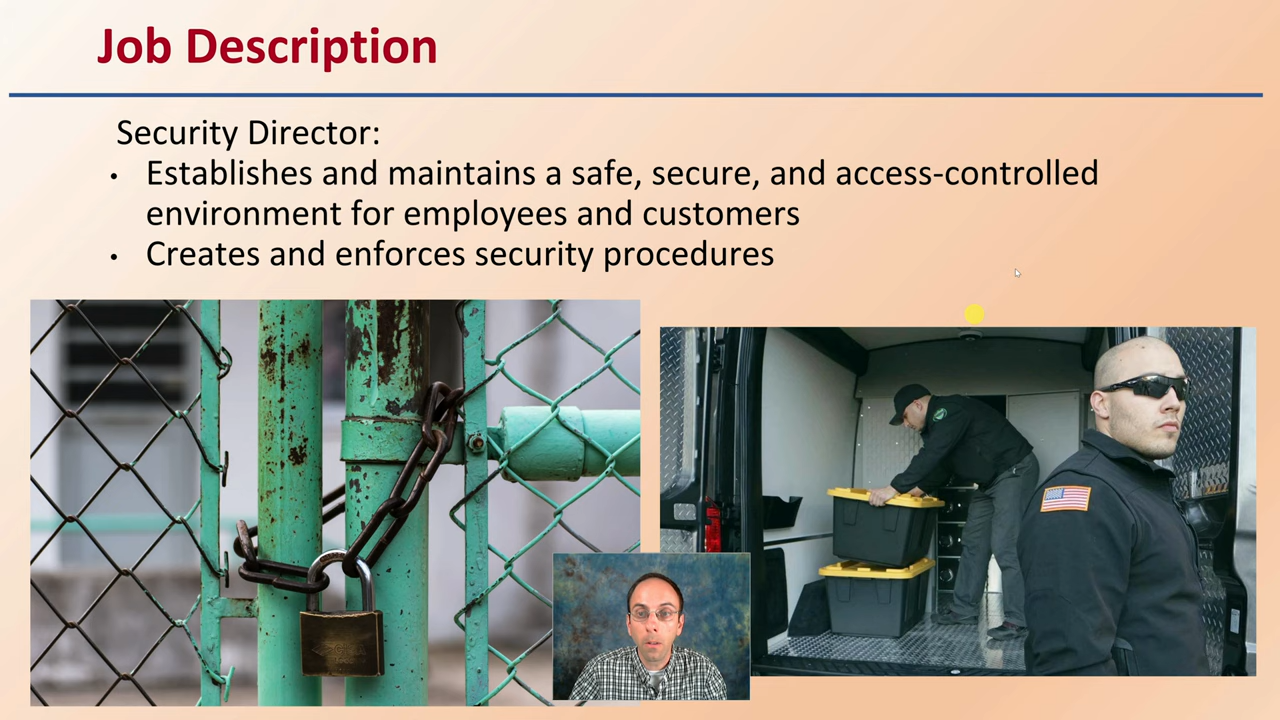 Job Description
Security Director:
• Establishes and maintains a safe, secure, and access-controlled
environment for employees and customers
• Creates and enforces security procedures